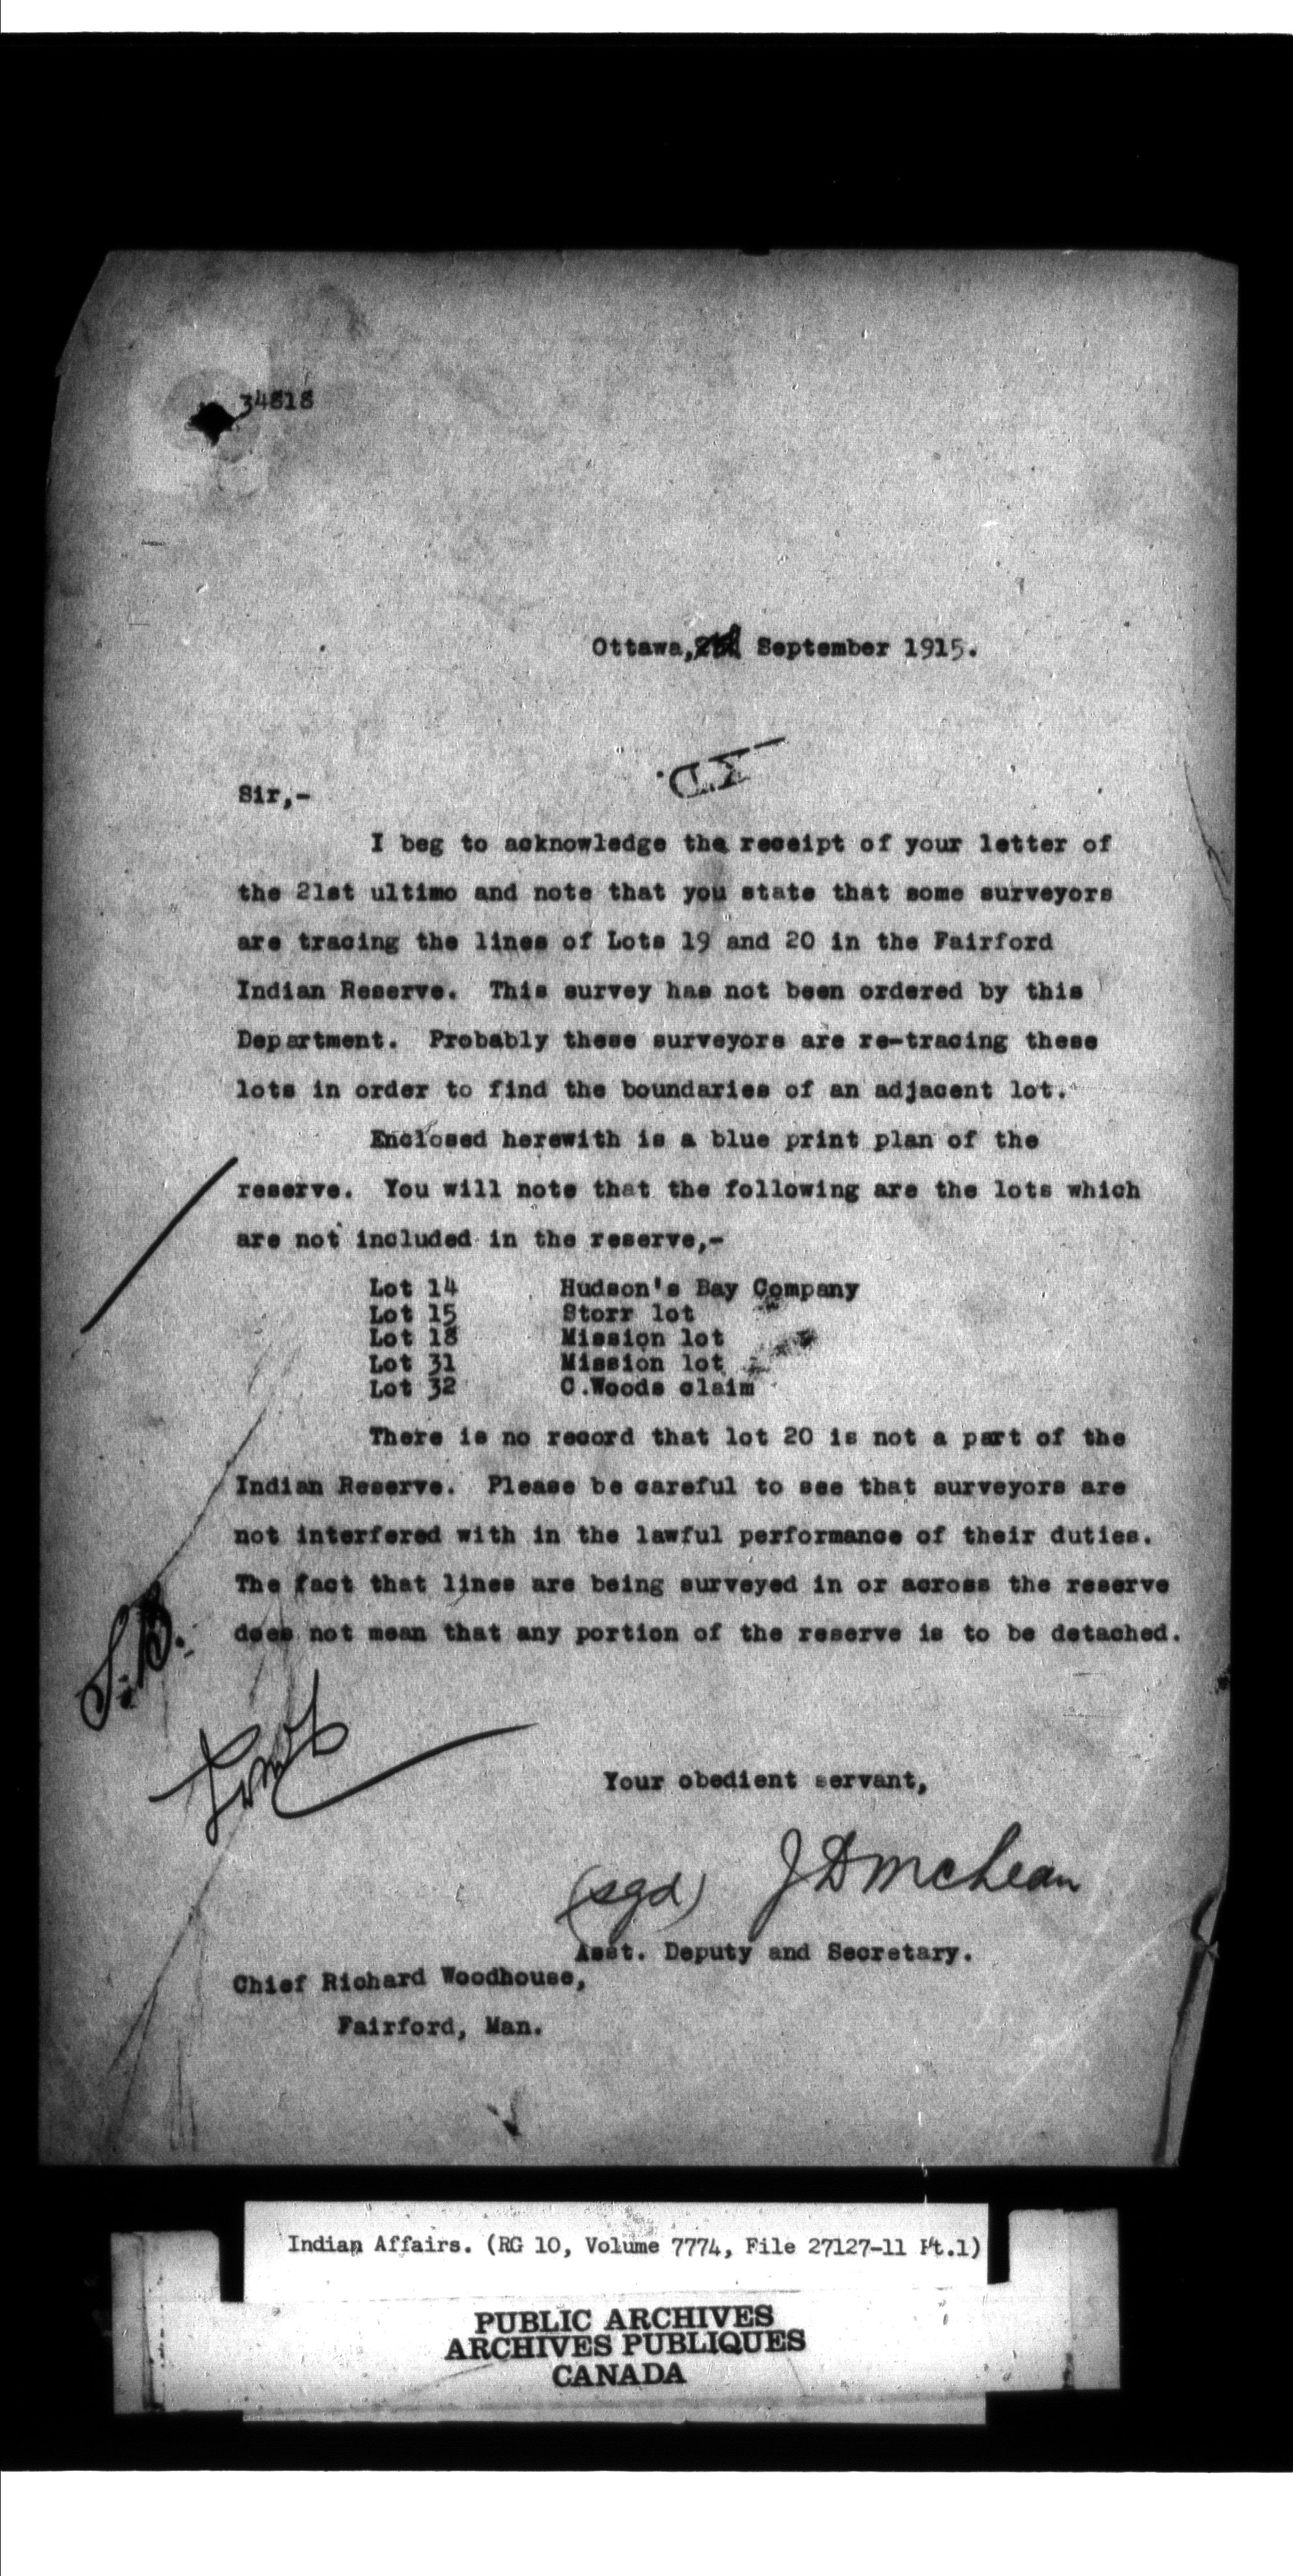 34818
Ottawa, September 1915.
Sir,-
I beg to acknowledge the receipt of your letter of
the 21st ultimo and note that you state that some surveyors
are tracing the lines of Lots 19 and 20 in the Fairford
Indian Reserve. This survey has not been ordered by this
Department. Probably these surveyors are re-tracing these
lots in order to find the boundaries of an adjacent lot.
Enclosed herewith is a blue print plan of the
reserve. You will note that the following are the lots which
are not included in the reserve,-
Lot 14 Hudson's Bay Company
Lot 15 Storr lot
Lot 18 Mission lot
Lot 31 Mission lot
Lot 32 C.Woods claim
There is no record that lot 20 is not a part of the
Indian Reserve. Please be careful to see that surveyors are
not interfered with in the lawful performance of their duties.
The fact that lines are being surveyed in or across the reserve
does not mean that any portion of the reserve is to be detached.
S.B.
Your obedient servant,
(sgd) J D McLean
Asst. Deputy and Secretary.
Chief Richard Woodhouse,
Fairford, Man.
Indian Affairs. (RG 10, Volume 7774, File 27127-11 Pt.1)
PUBLIC ARCHIVES
ARCHIVES PUBLIQUES
CANADA